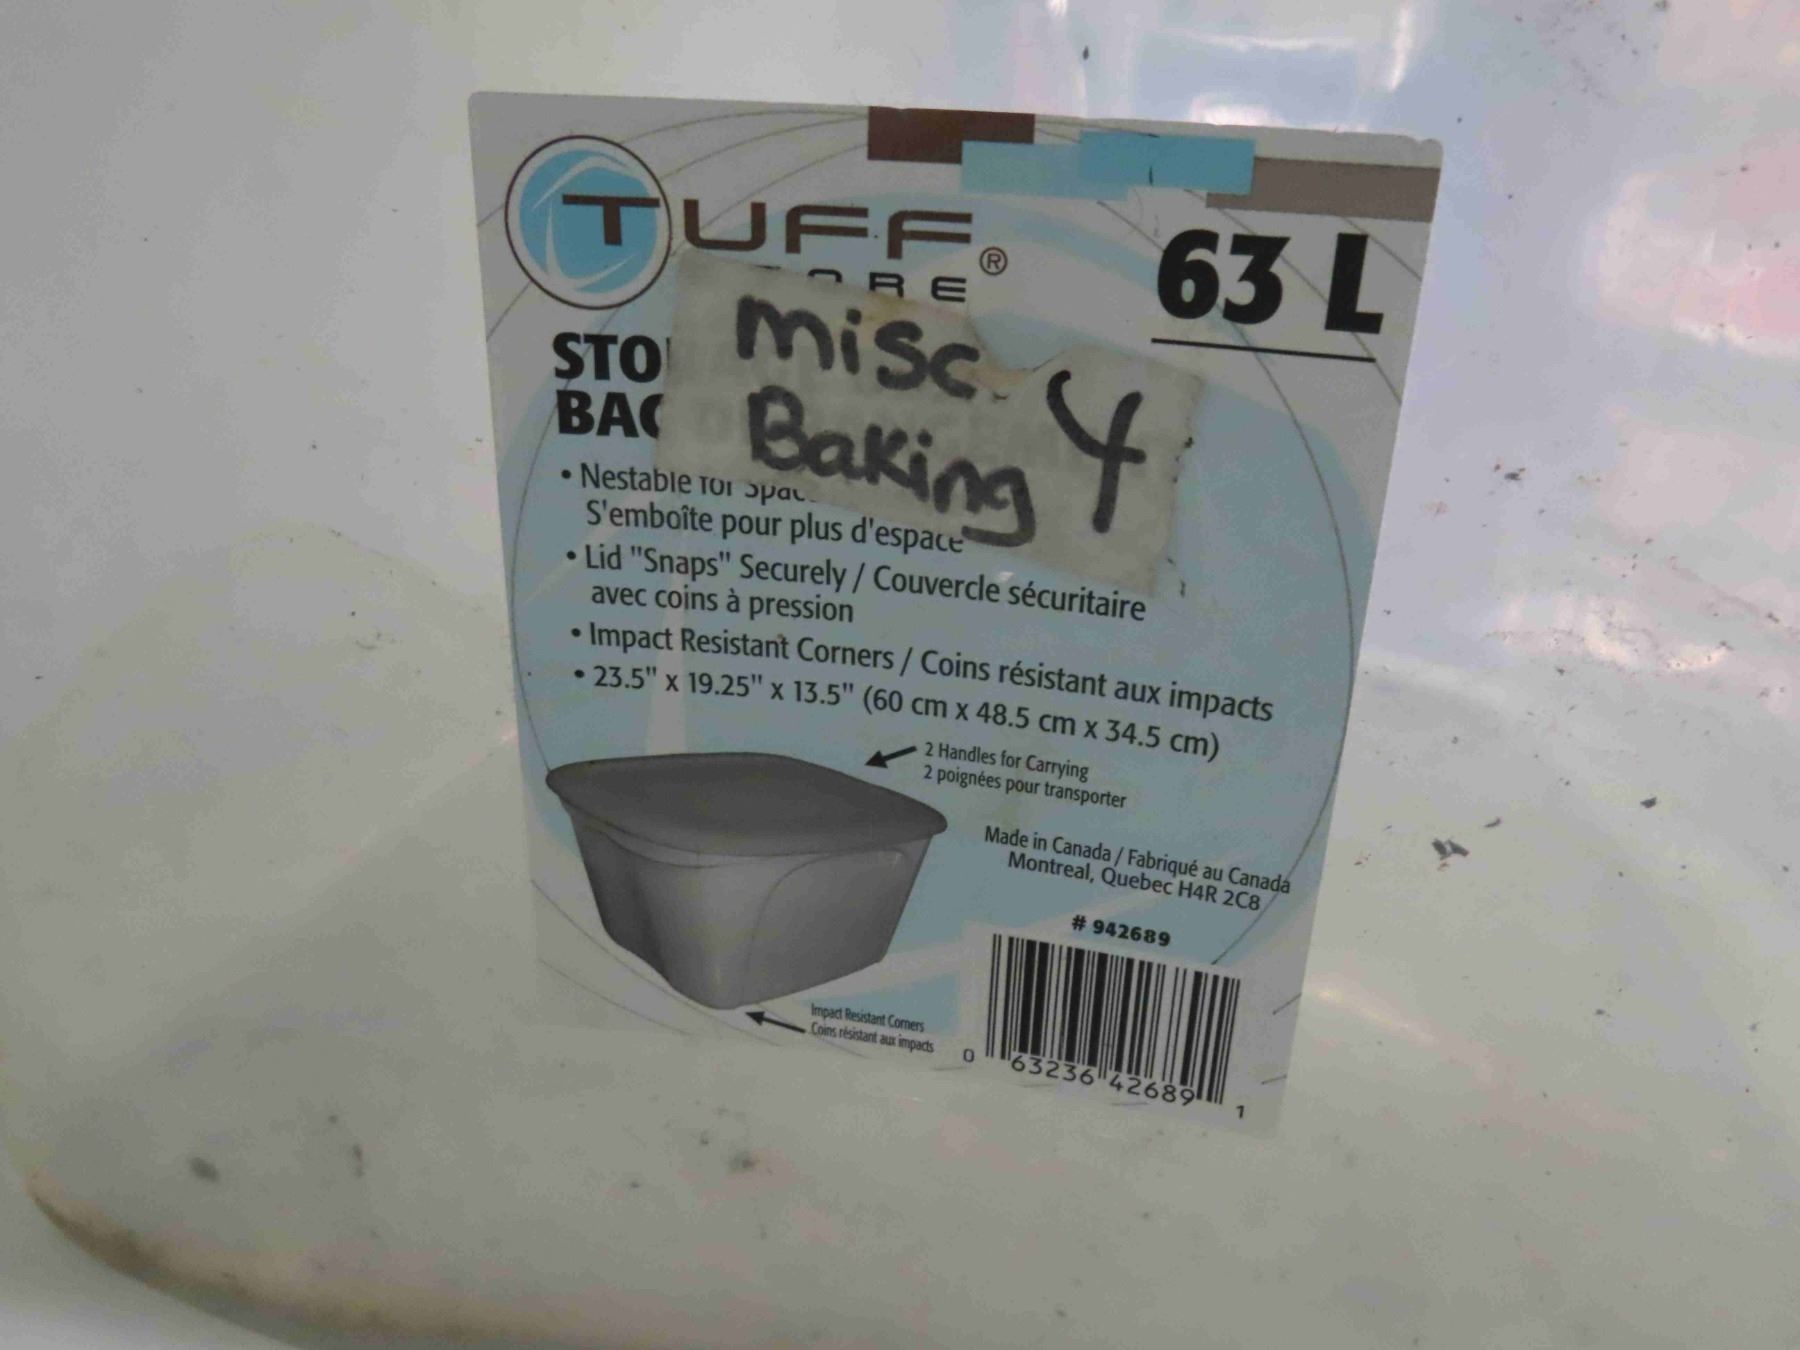 TUFF ®
63 L
misc. 4
Baking
• Nestable for
S'emboîte pour plus d'espace
• Lid "Snaps" Securely / Couvercle sécuritaire
avec coins à pression
• Impact Resistant Corners / Coins résistant aux impacts
• 23.5" x 19.25" x 13.5" (60 cm x 48.5 cm x 34.5 cm)
2 Handles for Carrying
2 poignées pour transporter
Made in Canada / Fabriqué au Canada
Montreal, Quebec H4R 2C8
# 942689
Impact Resistant Corners
Coins résistant aux impacts
0 63236 42689 1